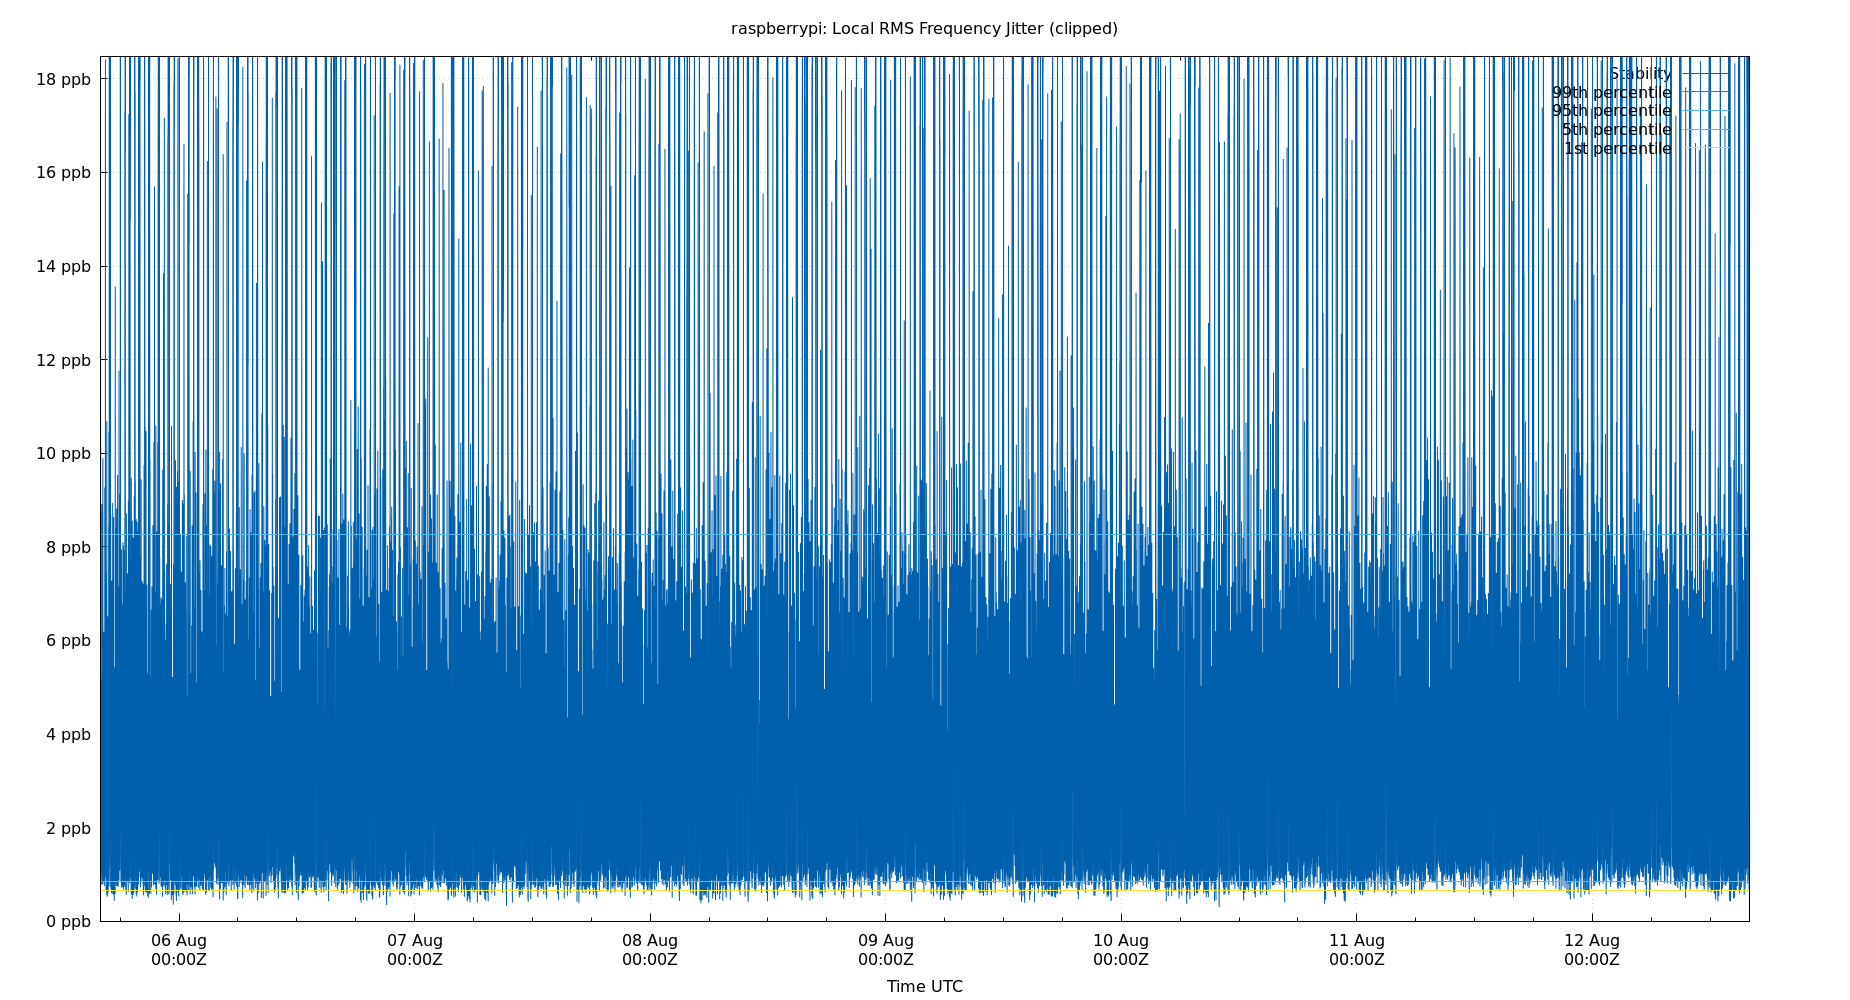 raspberrypi: Local RMS Frequency Jitter (clipped)
18 ppb
16 ppb
14 ppb
12 ppb
10 ppb
8 ppb
6 ppb
4 ppb
2 ppb
0 ppb
Stability
99th percentile
95th percentile
5th percentile
1st percentile
06 Aug 07 Aug 08 Aug 09 Aug 10 Aug 11 Aug 12 Aug
00:00Z 00:00Z 00:00Z 00:00Z 00:00Z 00:00Z 00:00Z
Time UTC